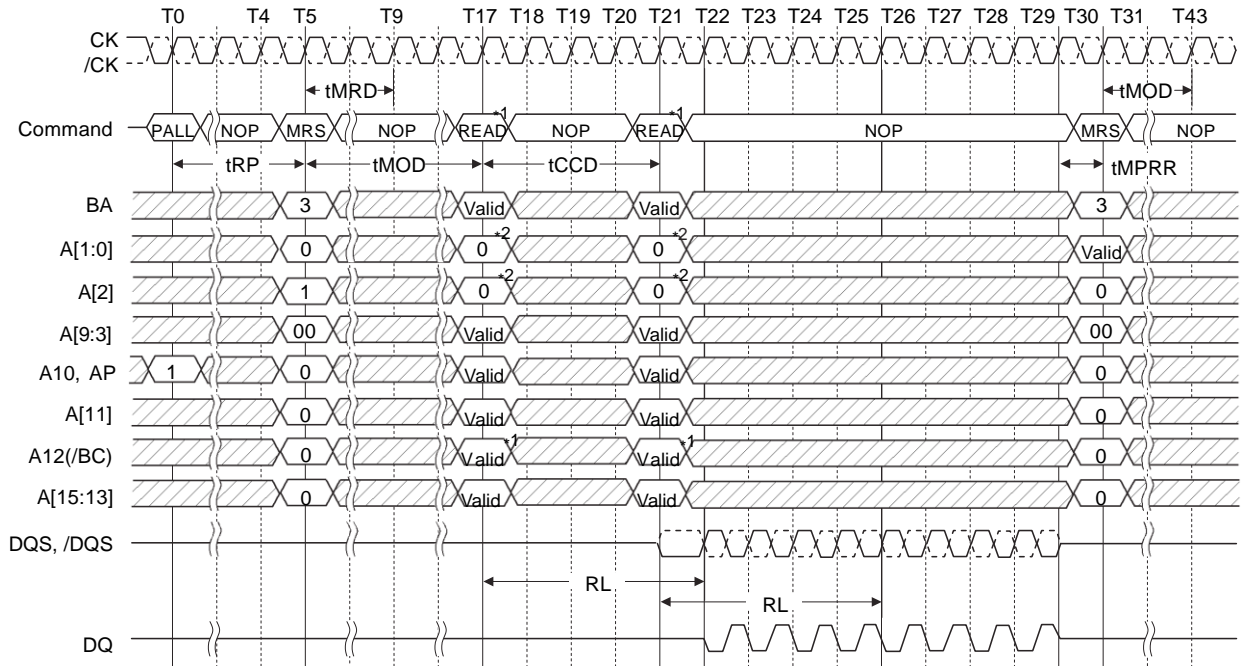 T0 T4 T5 T9 T17 T18 T19 T20 T21 T22 T23 T24 T25 T26 T27 T28 T29 T30 T31 T43
CK
/CK
tMRD tMOD
Command PALL NOP MRS NOP READ*1 NOP READ*1 NOP MRS NOP
tRP tMOD tCCD tMPRR
BA 3 Valid Valid 3
A[1:0] 0 0*2 0*2 Valid
A[2] 1 0*2 0*2 0
A[9:3] 00 Valid Valid 00
A10, AP 1 0 Valid Valid 0
A[11] 0 Valid Valid 0
A12(/BC) 0 Valid*1 Valid*1 0
A[15:13] 0 Valid Valid 0
DQS, /DQS
RL
RL
DQ